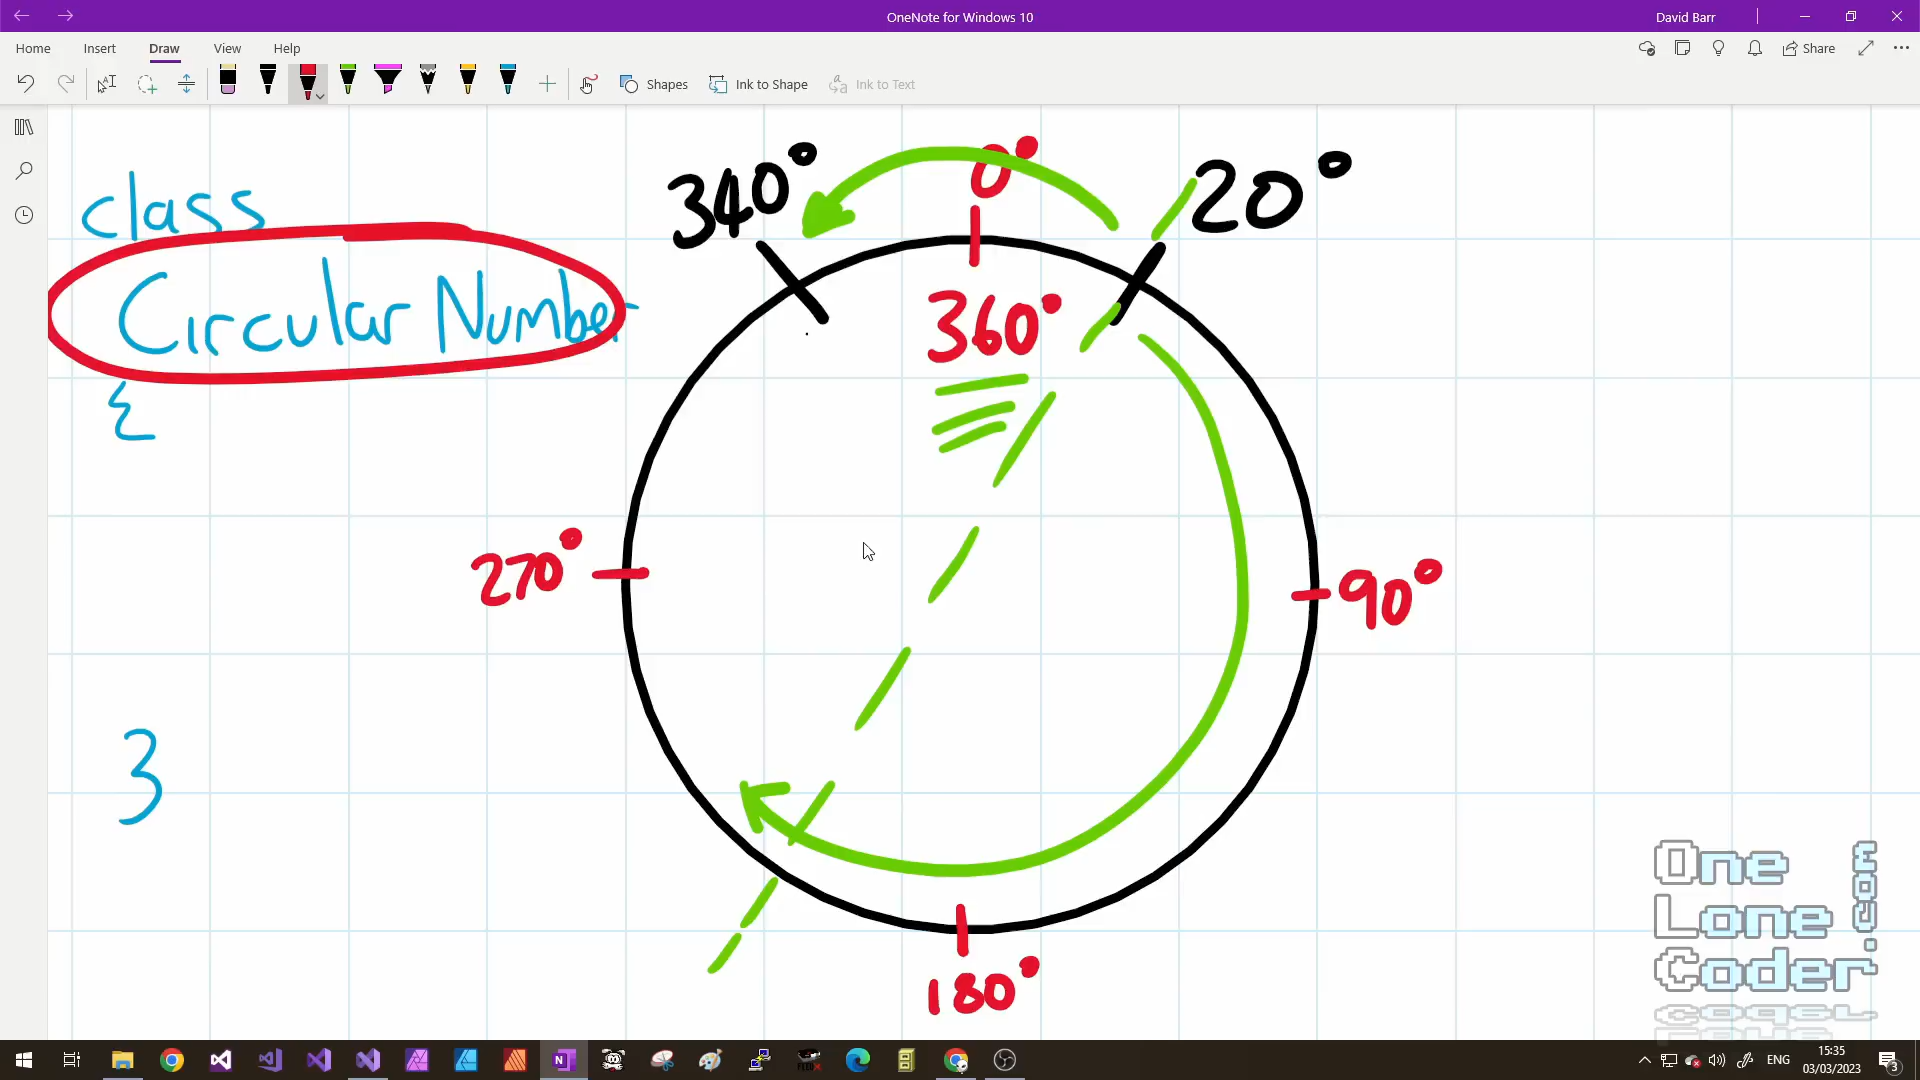 OneNote for Windows 10
David Barr
Home Insert Draw View Help
Share
Shapes
Ink to Shape
Ink to Text
class
Circular Number
{
}
340°
0°
20°
360°
270°
90°
180°
One
Lone
Coder
.com
ENG
15:35
03/03/2023
3